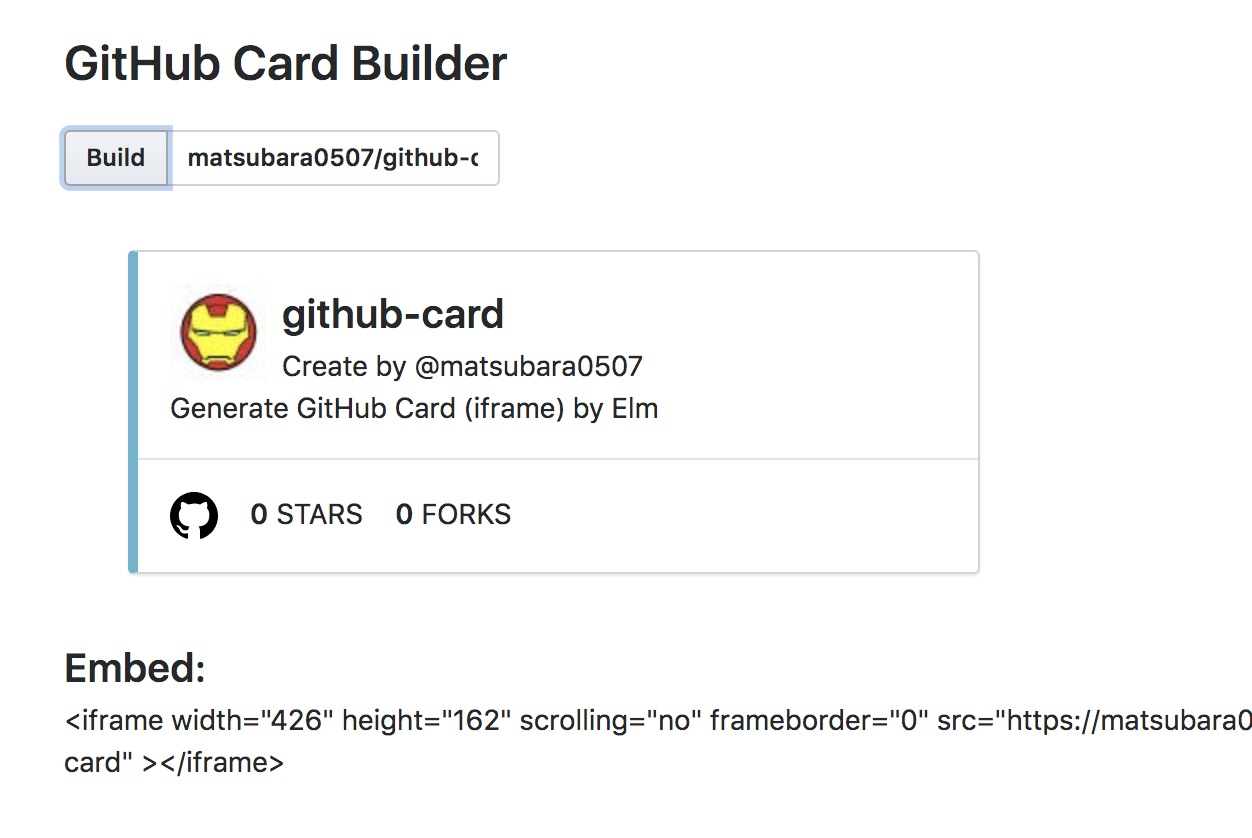 GitHub Card Builder
Build
matsubara0507/github-c
github-card
Create by @matsubara0507
Generate GitHub Card (iframe) by Elm
0 STARS 0 FORKS
Embed:
<iframe width="426" height="162" scrolling="no" frameborder="0" src="https://matsubara0
card" ></iframe>